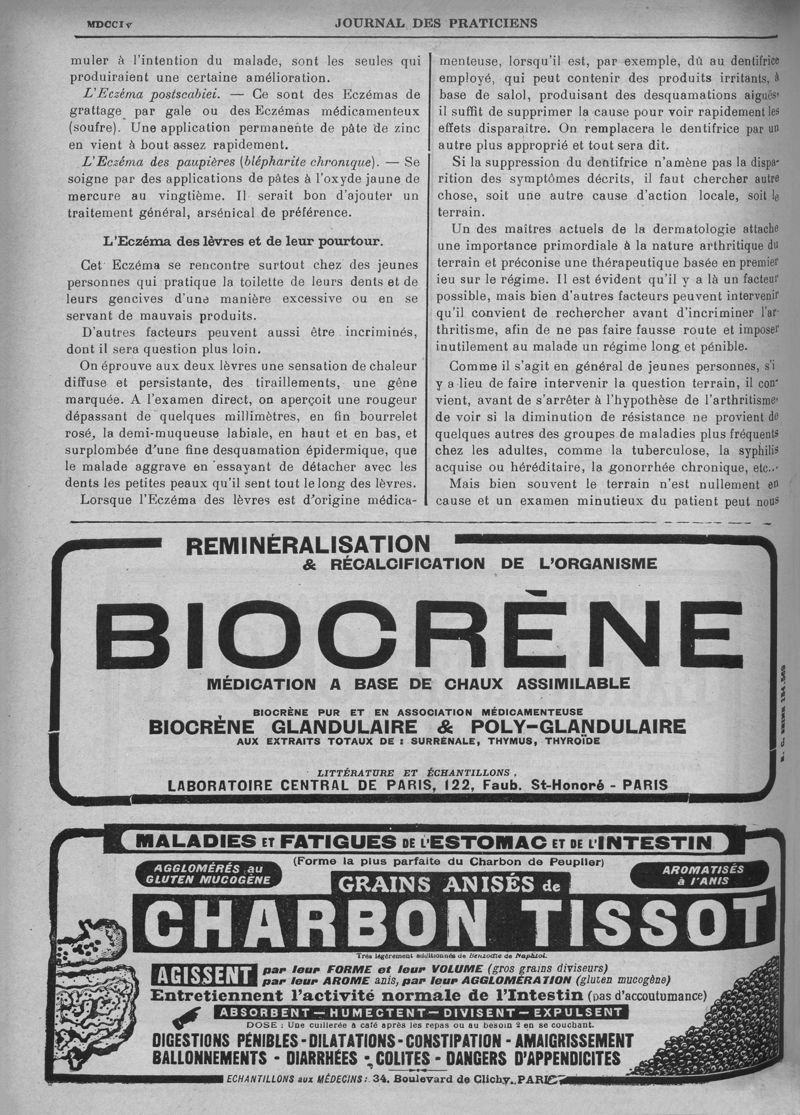 MDCCIV
JOURNAL DES PRATICIENS
muler à l'intention du malade, sont les seules qui
produiraient une certaine amélioration.
L'Eczéma postscabiei. — Ce sont des Eczémas de
grattage par gale ou des Eczémas médicamenteux
(soufre). Une application permanente de pâte de zinc
en vient à bout assez rapidement.
L'Eczéma des paupières (blépharite chronique). — Se
soigne par des applications de pâtes à l'oxyde jaune de
mercure au vingtième. Il serait bon d'ajouter un
traitement général, arsénical de préférence.
L'Eczéma des lèvres et de leur pourtour.
Cet Eczéma se rencontre surtout chez des jeunes
personnes qui pratique la toilette de leurs dents et de
leurs gencives d'une manière excessive ou en se
servant de mauvais produits.
D'autres facteurs peuvent aussi être incriminés,
dont il sera question plus loin.
On éprouve aux deux lèvres une sensation de chaleur
diffuse et persistante, des tiraillements, une gêne
marquée. A l'examen direct, on aperçoit une rougeur
dépassant de quelques millimètres, en fin bourrelet
rosé, la demi-muqueuse labiale, en haut et en bas, et
surplombée d'une fine desquamation épidermique, que
le malade aggrave en essayant de détacher avec les
dents les petites peaux qu'il sent tout le long des lèvres.
Lorsque l'Eczéma des lèvres est d'origine médica-
menteuse, lorsqu'il est, par exemple, dû au dentifrice
employé, qui peut contenir des produits irritants, à
base de salol, produisant des desquamations aiguës,
il suffit de supprimer la cause pour voir rapidement les
effets disparaître. On remplacera le dentifrice par un
autre plus approprié et tout sera dit.
Si la suppression du dentifrice n'amène pas la dispa-
rition des symptômes décrits, il faut chercher autre
chose, soit une autre cause d'action locale, soit le
terrain.
Un des maîtres actuels de la dermatologie attache
une importance primordiale à la nature arthritique du
terrain et préconise une thérapeutique basée en premier
ieu sur le régime. Il est évident qu'il y a là un facteur
possible, mais bien d'autres facteurs peuvent intervenir
qu'il convient de rechercher avant d'incriminer l'ar-
thritisme, afin de ne pas faire fausse route et imposer
inutilement au malade un régime long et pénible.
Comme il s'agit en général de jeunes personnes, s'i
y a lieu de faire intervenir la question terrain, il con-
vient, avant de s'arrêter à l'hypothèse de l'arthritisme,
de voir si la diminution de résistance ne provient de
quelques autres des groupes de maladies plus fréquents
chez les adultes, comme la tuberculose, la syphilis
acquise ou héréditaire, la gonorrhée chronique, etc...
Mais bien souvent le terrain n'est nullement en
cause et un examen minutieux du patient peut nous
REMINÉRALISATION
& RÉCALCIFICATION DE L'ORGANISME
BIOCRÈNE
MÉDICATION A BASE DE CHAUX ASSIMILABLE
BIOCRÈNE PUR ET EN ASSOCIATION MÉDICAMENTEUSE
BIOCRÈNE GLANDULAIRE & POLY-GLANDULAIRE
AUX EXTRAITS TOTAUX DE : SURRÉNALE, THYMUS, THYROÏDE
LITTÉRATURE ET ÉCHANTILLONS,
LABORATOIRE CENTRAL DE PARIS, 122, Faub. St-Honoré - PARIS
MALADIES ET FATIGUES DE L'ESTOMAC ET DE L'INTESTIN
(Forme la plus parfaite du Charbon de Peuplier)
AGGLOMÉRÉS au
GLUTEN MUCOGÈNE
AROMATISÉS
à l'ANIS
GRAINS ANISÉS de
CHARBON TISSOT
Très légèrement additionnés de Benzoate de Naphtol.
AGISSENT par leur FORME et leur VOLUME (gros grains diviseurs)
par leur AROME anis, par leur AGGLOMÉRATION (gluten mucogène)
Entretiennent l'activité normale de l'Intestin (pas d'accoutumance)
ABSORBENT — HUMECTENT — DIVISENT — EXPULSENT
DOSE : Une cuillerée à café après les repas ou au besoin 2 en se couchant.
DIGESTIONS PÉNIBLES - DILATATIONS - CONSTIPATION - AMAIGRISSEMENT
BALLONNEMENTS - DIARRHÉES - COLITES - DANGERS D'APPENDICITES
ECHANTILLONS aux MÉDECINS : 34, Boulevard de Clichy, PARIS